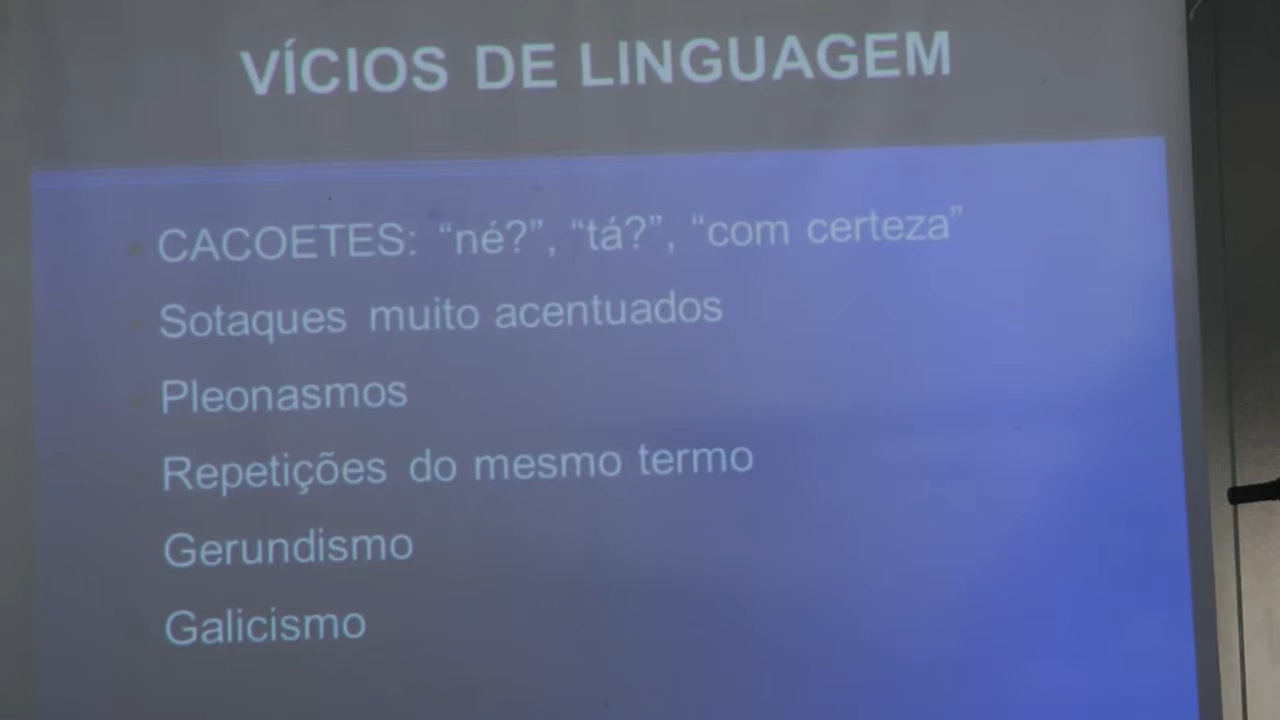 VÍCIOS DE LINGUAGEM
CACOETES: “né?”, “tá?”, “com certeza”
Sotaques muito acentuados
Pleonasmos
Repetições do mesmo termo
Gerundismo
Galicismo